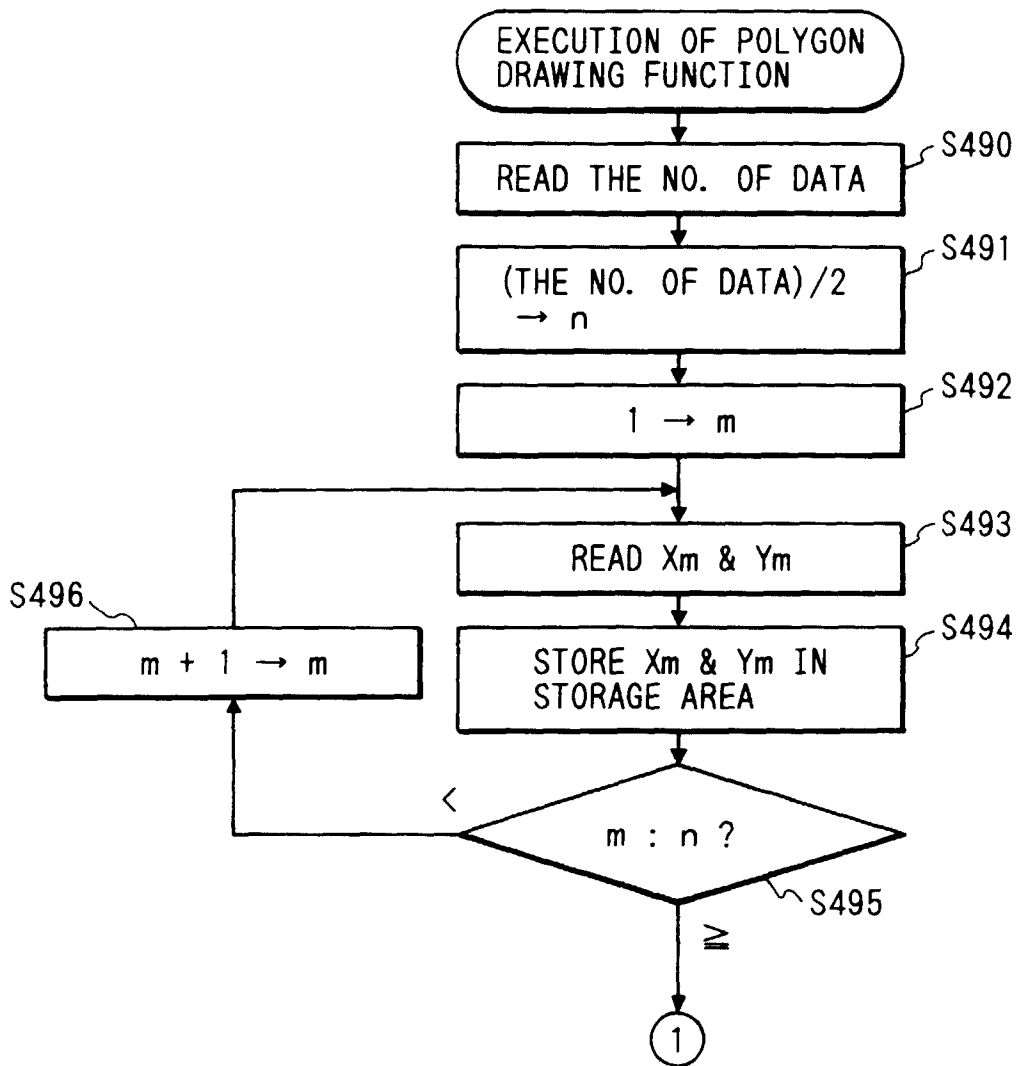 EXECUTION OF POLYGON
DRAWING FUNCTION
S490
READ THE NO. OF DATA
S491
(THE NO. OF DATA)/2
→ n
S492
1 → m
S493
READ Xm & Ym
S496
m + 1 → m
S494
STORE Xm & Ym IN
STORAGE AREA
<
m : n ?
S495
≧
1